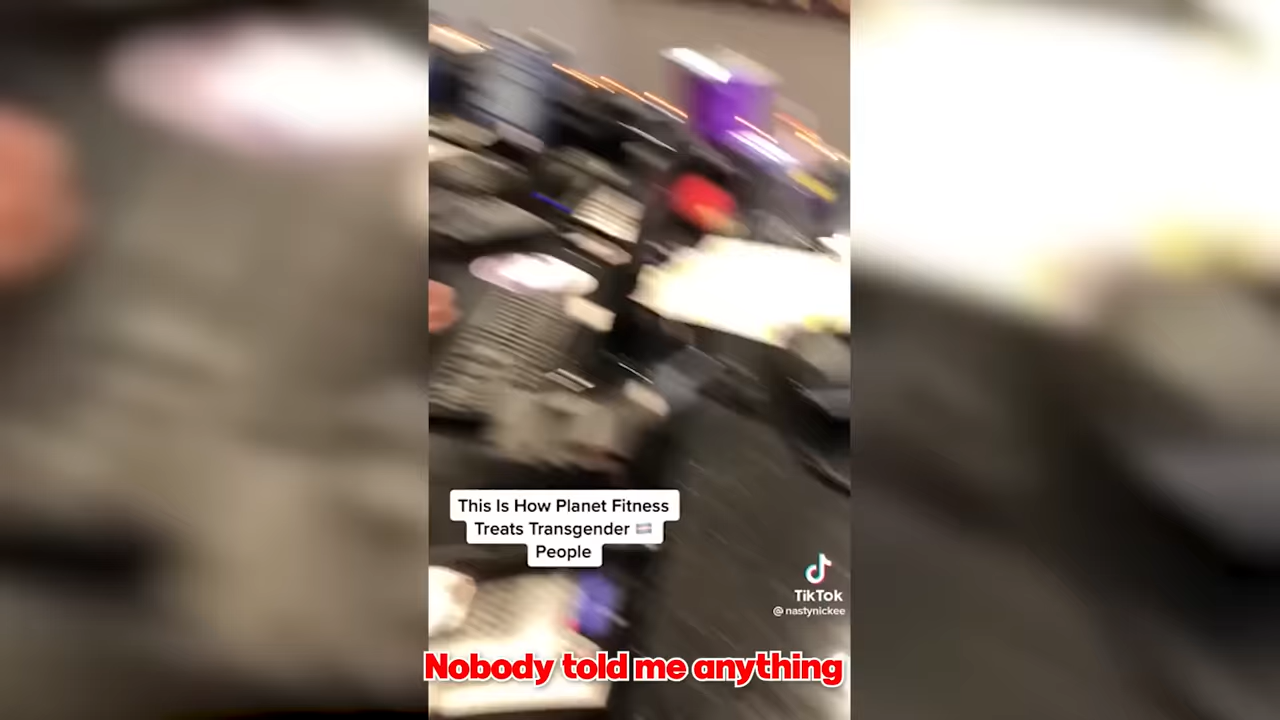 This Is How Planet Fitness
Treats Transgender 🏳️‍⚧️
People
TikTok
@nastynickee
Nobody told me anything